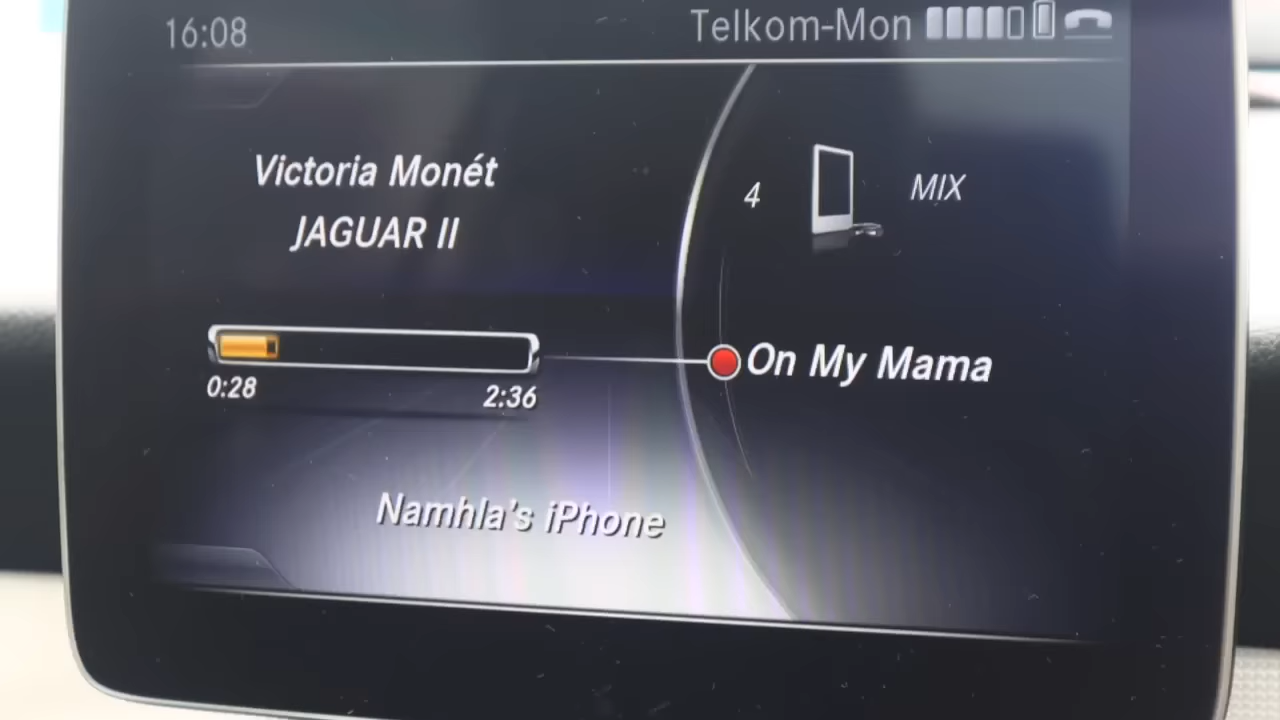 16:08
Telkom-Mon
Victoria Monét
JAGUAR II
4
MIX
0:28
2:36
On My Mama
Namhla's iPhone